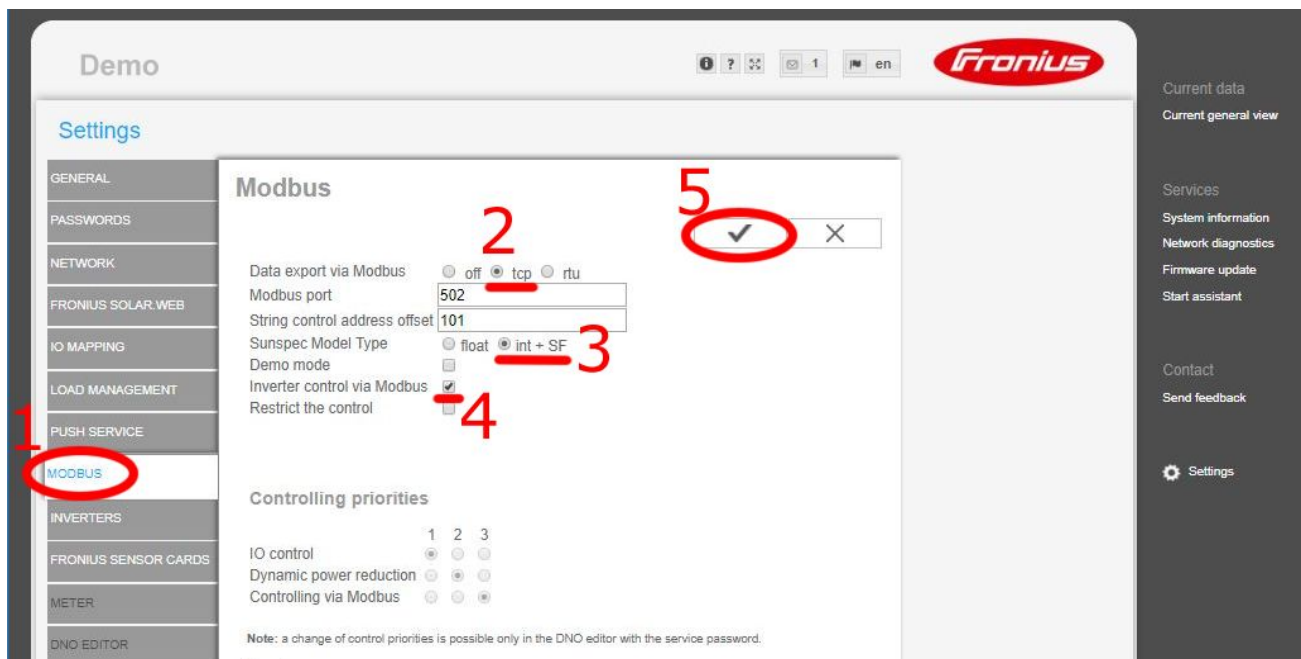 Demo
1 en
Fronius
Current data
Current general view
Settings
GENERAL
PASSWORDS
NETWORK
FRONIUS SOLAR.WEB
IO MAPPING
LOAD MANAGEMENT
PUSH SERVICE
1
MODBUS
INVERTERS
FRONIUS SENSOR CARDS
METER
DNO EDITOR
Modbus
5
2
Data export via Modbus off tcp rtu
Modbus port 502
String control address offset 101
Sunspec Model Type float int + SF
3
Demo mode
Inverter control via Modbus
4
Restrict the control
Controlling priorities
1 2 3
IO control
Dynamic power reduction
Controlling via Modbus
Note: a change of control priorities is possible only in the DNO editor with the service password.
Services
System information
Network diagnostics
Firmware update
Start assistant
Contact
Send feedback
Settings